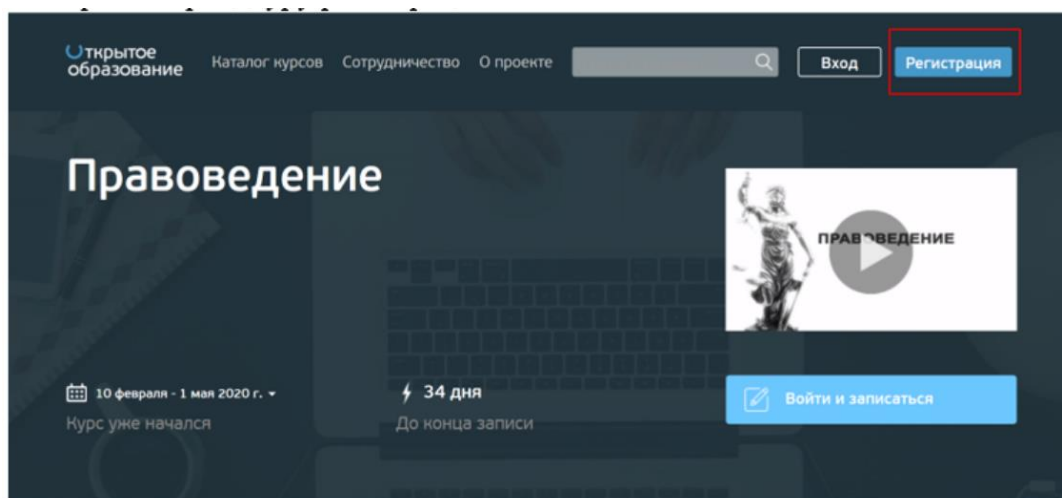 Открытое
образование
Каталог курсов Сотрудничество О проекте
Вход
Регистрация
Правоведение
ПРАВОВЕДЕНИЕ
10 февраля - 1 мая 2020 г.
34 дня
Курс уже начался
До конца записи
Войти и записаться